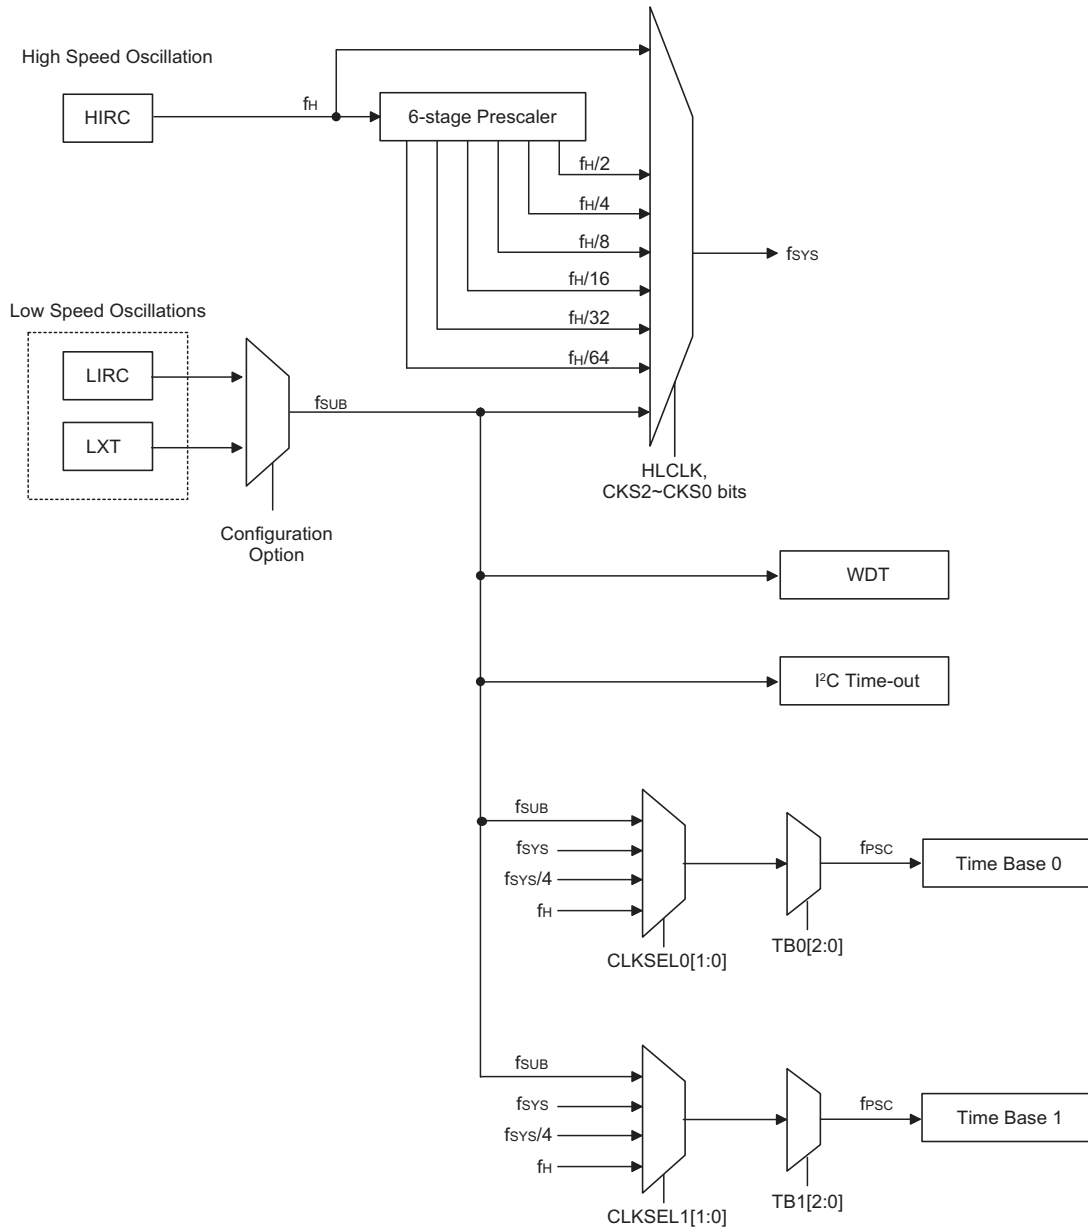 High Speed Oscillation
HIRC
fH
6-stage Prescaler
fH/2
fH/4
fH/8
fH/16
fH/32
fH/64
fSYS
Low Speed Oscillations
LIRC
LXT
fSUB
Configuration
Option
HLCLK,
CKS2~CKS0 bits
WDT
I²C Time-out
fSUB
fSYS
fSYS/4
fH
CLKSEL0[1:0]
TB0[2:0]
fPSC
Time Base 0
fSUB
fSYS
fSYS/4
fH
CLKSEL1[1:0]
TB1[2:0]
fPSC
Time Base 1